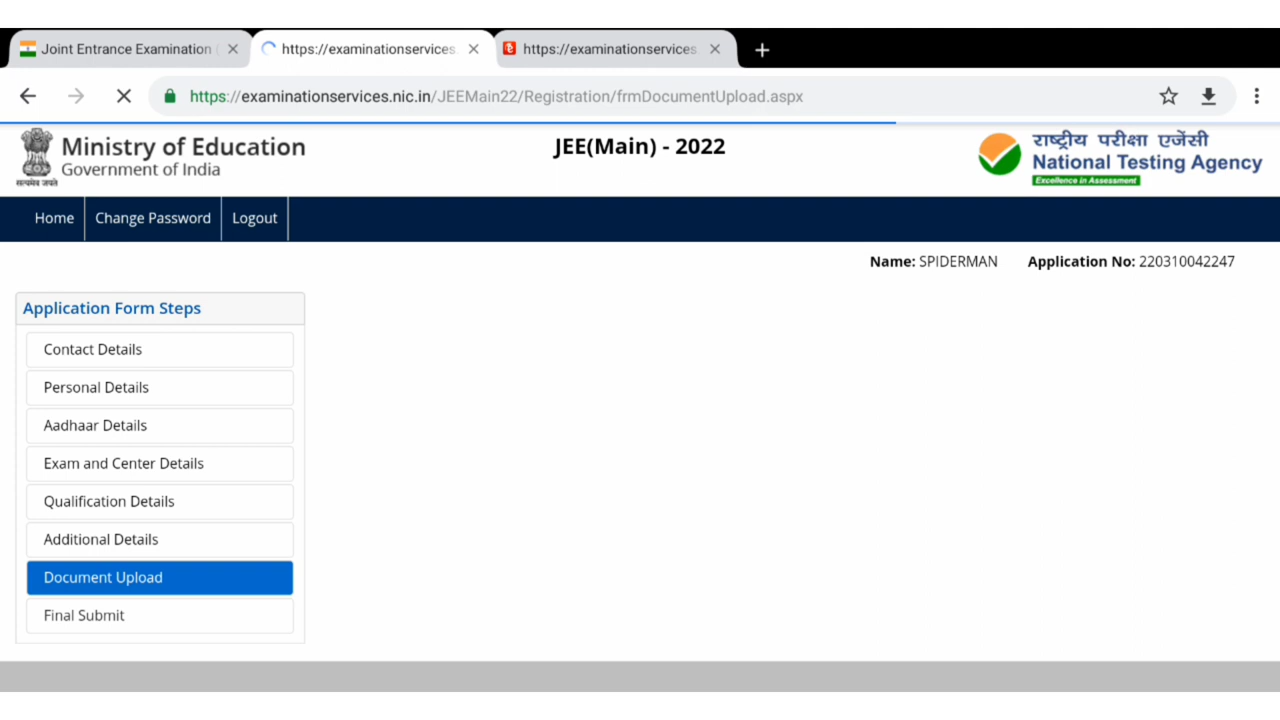 Joint Entrance Examination (
https://examinationservices.
https://examinationservices.
https://examinationservices.nic.in/JEEMain22/Registration/frmDocumentUpload.aspx
सत्यमेव जयते
Ministry of Education
Government of India
JEE(Main) - 2022
राष्ट्रीय परीक्षा एजेंसी
National Testing Agency
Excellence in Assessment
Home Change Password Logout
Name: SPIDERMAN Application No: 220310042247
Application Form Steps
Contact Details
Personal Details
Aadhaar Details
Exam and Center Details
Qualification Details
Additional Details
Document Upload
Final Submit